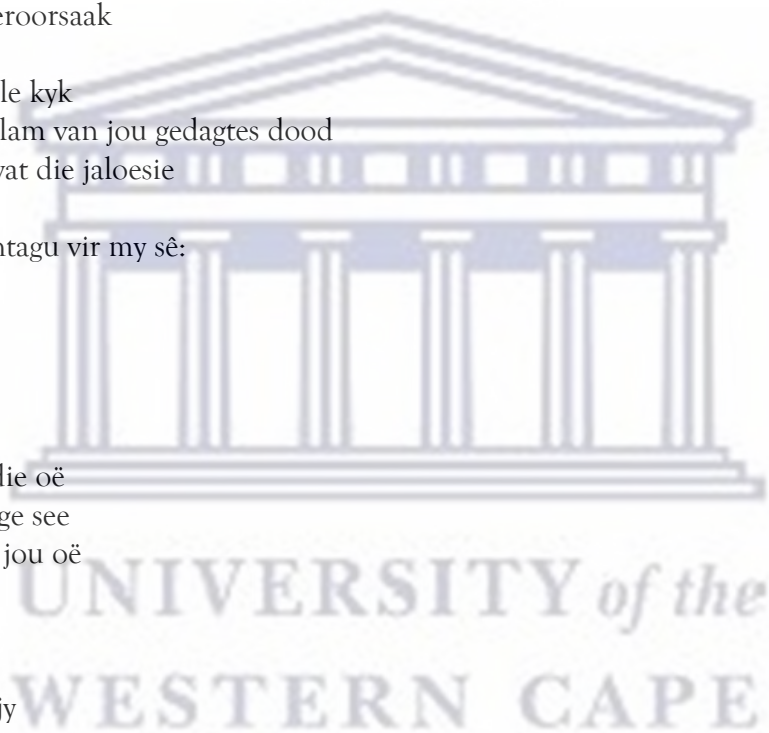 eroorsaak
le kyk
lam van jou gedagtes dood
vat die jaloesie
ntagu vir my sê:
die oë
ge see
jou oë
UNIVERSITY of the
jy
WESTERN CAPE